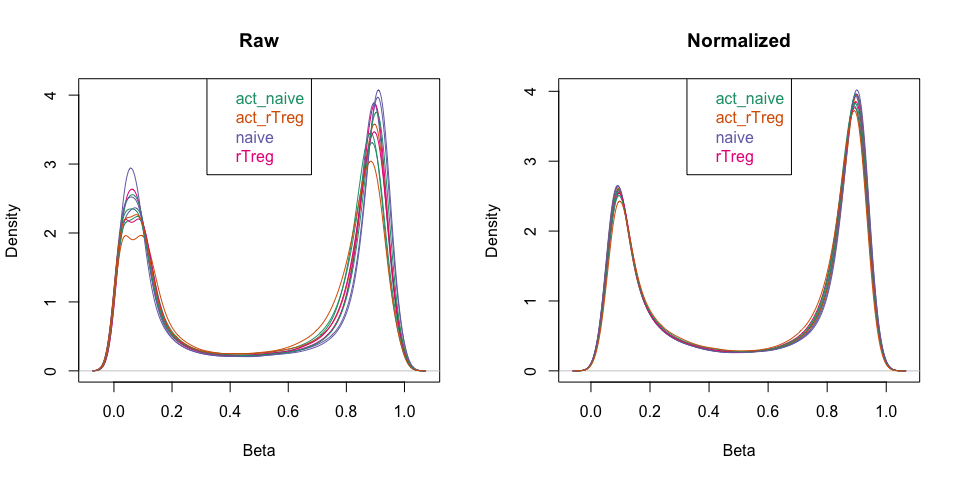 Raw
act_naive
act_rTreg
naive
rTreg
Density
0
1
2
3
4
0.0 0.2 0.4 0.6 0.8 1.0
Beta
Normalized
act_naive
act_rTreg
naive
rTreg
Density
0
1
2
3
4
0.0 0.2 0.4 0.6 0.8 1.0
Beta